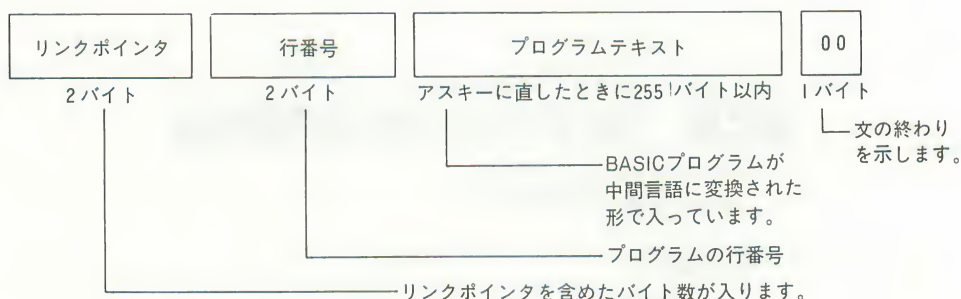 リンクポインタ
行番号
プログラムテキスト
00
2バイト
2バイト
アスキーに直したときに255バイト以内
1バイト
文の終わり
を示します。
BASICプログラムが
中間言語に変換された
形で入っています。
プログラムの行番号
リンクポインタを含めたバイト数が入ります。